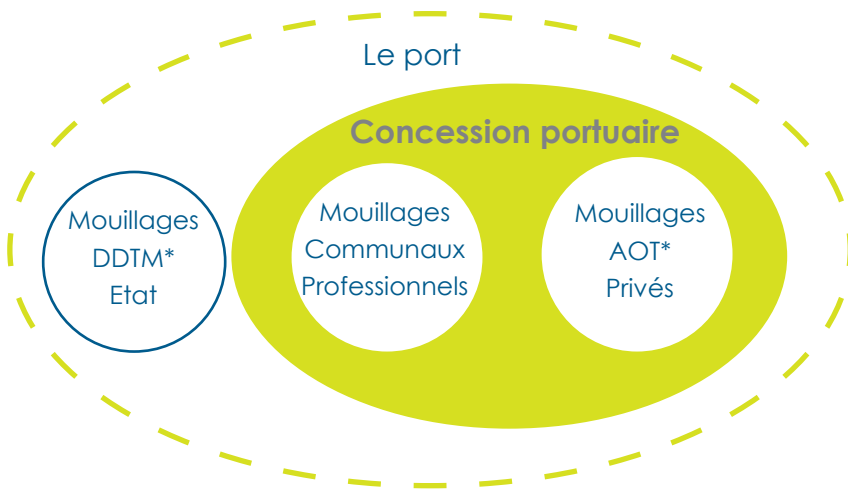 Le port
Concession portuaire
Mouillages
DDTM*
Etat
Mouillages
Communaux
Professionnels
Mouillages
AOT*
Privés